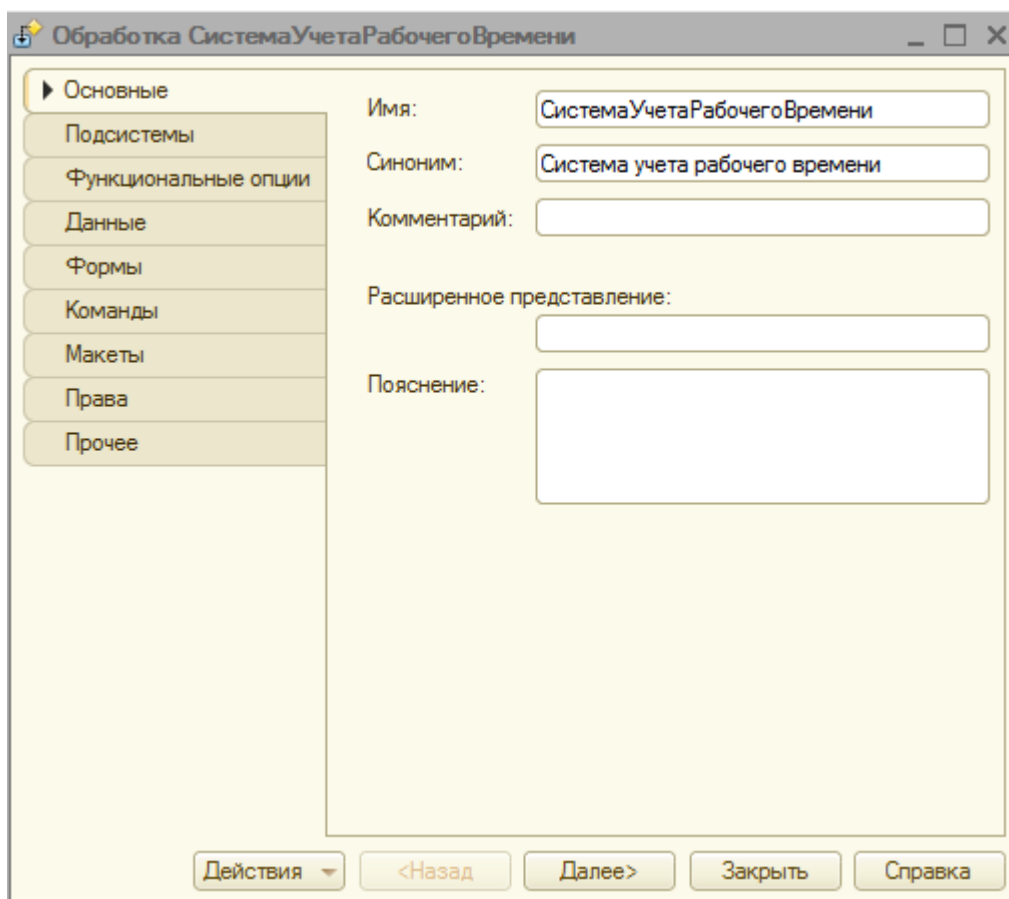 Обработка СистемаУчетаРабочегоВремени
Основные
Подсистемы
Функциональные опции
Данные
Формы
Команды
Макеты
Права
Прочее
Имя: СистемаУчетаРабочегоВремени
Синоним: Система учета рабочего времени
Комментарий:
Расширенное представление:
Пояснение:
Действия <Назад Далее> Закрыть Справка